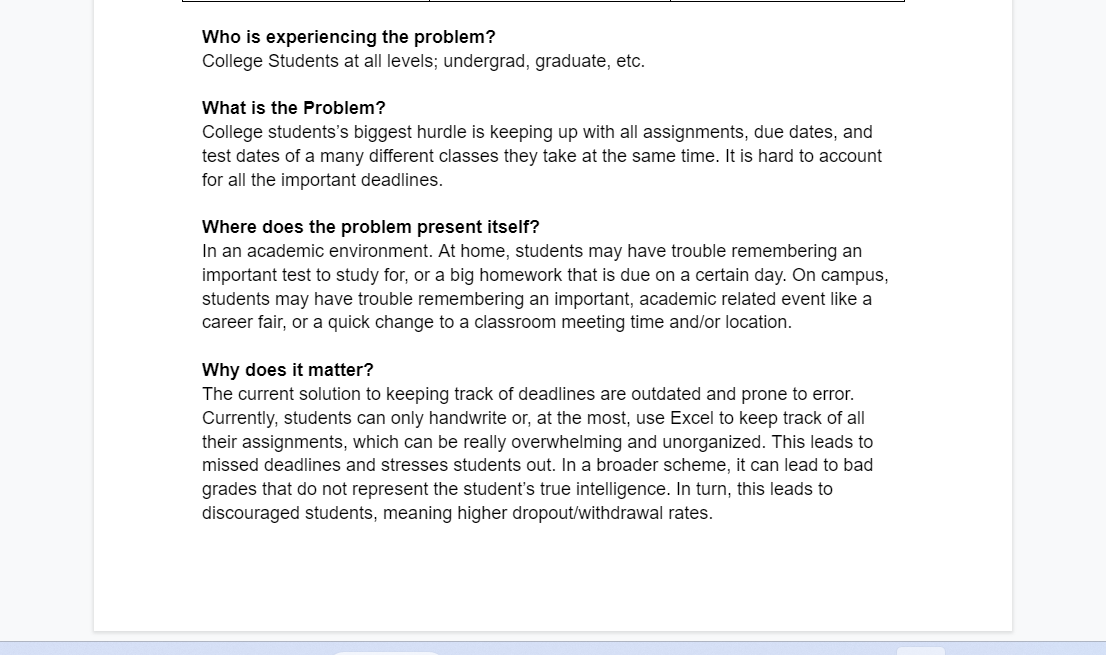 Who is experiencing the problem?
College Students at all levels; undergrad, graduate, etc.
What is the Problem?
College students’s biggest hurdle is keeping up with all assignments, due dates, and
test dates of a many different classes they take at the same time. It is hard to account
for all the important deadlines.
Where does the problem present itself?
In an academic environment. At home, students may have trouble remembering an
important test to study for, or a big homework that is due on a certain day. On campus,
students may have trouble remembering an important, academic related event like a
career fair, or a quick change to a classroom meeting time and/or location.
Why does it matter?
The current solution to keeping track of deadlines are outdated and prone to error.
Currently, students can only handwrite or, at the most, use Excel to keep track of all
their assignments, which can be really overwhelming and unorganized. This leads to
missed deadlines and stresses students out. In a broader scheme, it can lead to bad
grades that do not represent the student’s true intelligence. In turn, this leads to
discouraged students, meaning higher dropout/withdrawal rates.